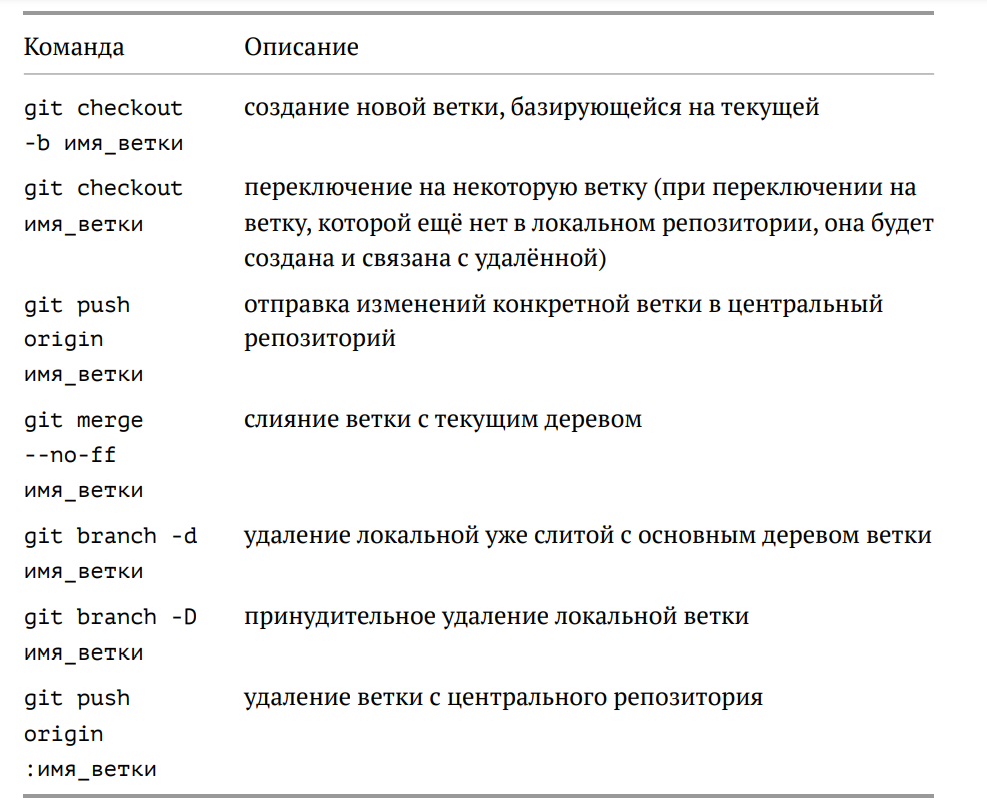 Команда Описание
git checkout создание новой ветки, базирующейся на текущей
-b имя_ветки
git checkout переключение на некоторую ветку (при переключении на
имя_ветки ветку, которой ещё нет в локальном репозитории, она будет
создана и связана с удалённой)
git push отправка изменений конкретной ветки в центральный
origin репозиторий
имя_ветки
git merge слияние ветки с текущим деревом
--no-ff
имя_ветки
git branch -d удаление локальной уже слитой с основным деревом ветки
имя_ветки
git branch -D принудительное удаление локальной ветки
имя_ветки
git push удаление ветки с центрального репозитория
origin
:имя_ветки